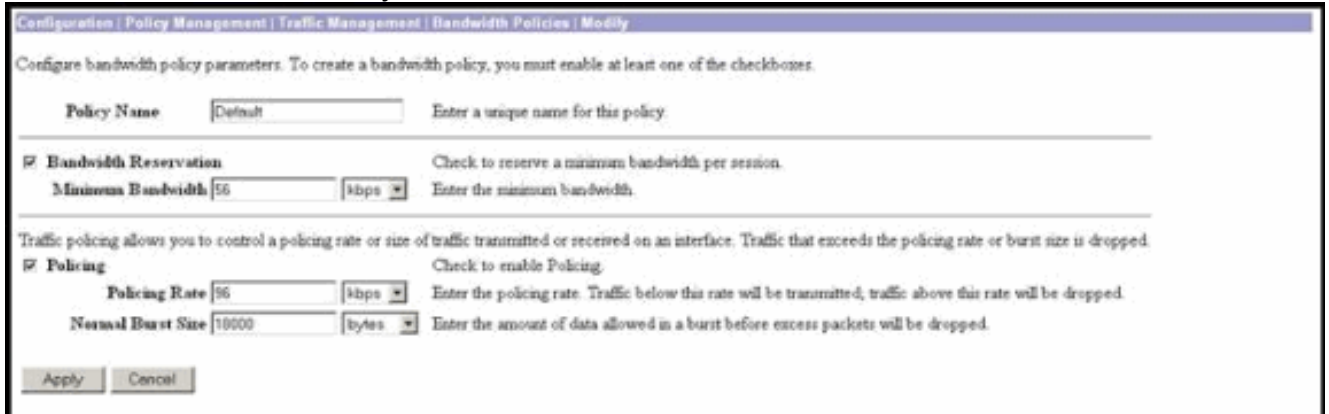 Configuration | Policy Management | Traffic Management | Bandwidth Policies | Modify
Configure bandwidth policy parameters. To create a bandwidth policy, you must enable at least one of the checkboxes.
Policy Name Default Enter a unique name for this policy.
Bandwidth Reservation Check to reserve a minimum bandwidth per session.
Minimum Bandwidth 56 kbps Enter the minimum bandwidth.
Traffic policing allows you to control a policing rate or size of traffic transmitted or received on an interface. Traffic that exceeds the policing rate or burst size is dropped.
Policing Check to enable Policing.
Policing Rate 96 kbps Enter the policing rate. Traffic below this rate will be transmitted, traffic above this rate will be dropped.
Normal Burst Size 18000 bytes Enter the amount of data allowed in a burst before excess packets will be dropped.
Apply Cancel